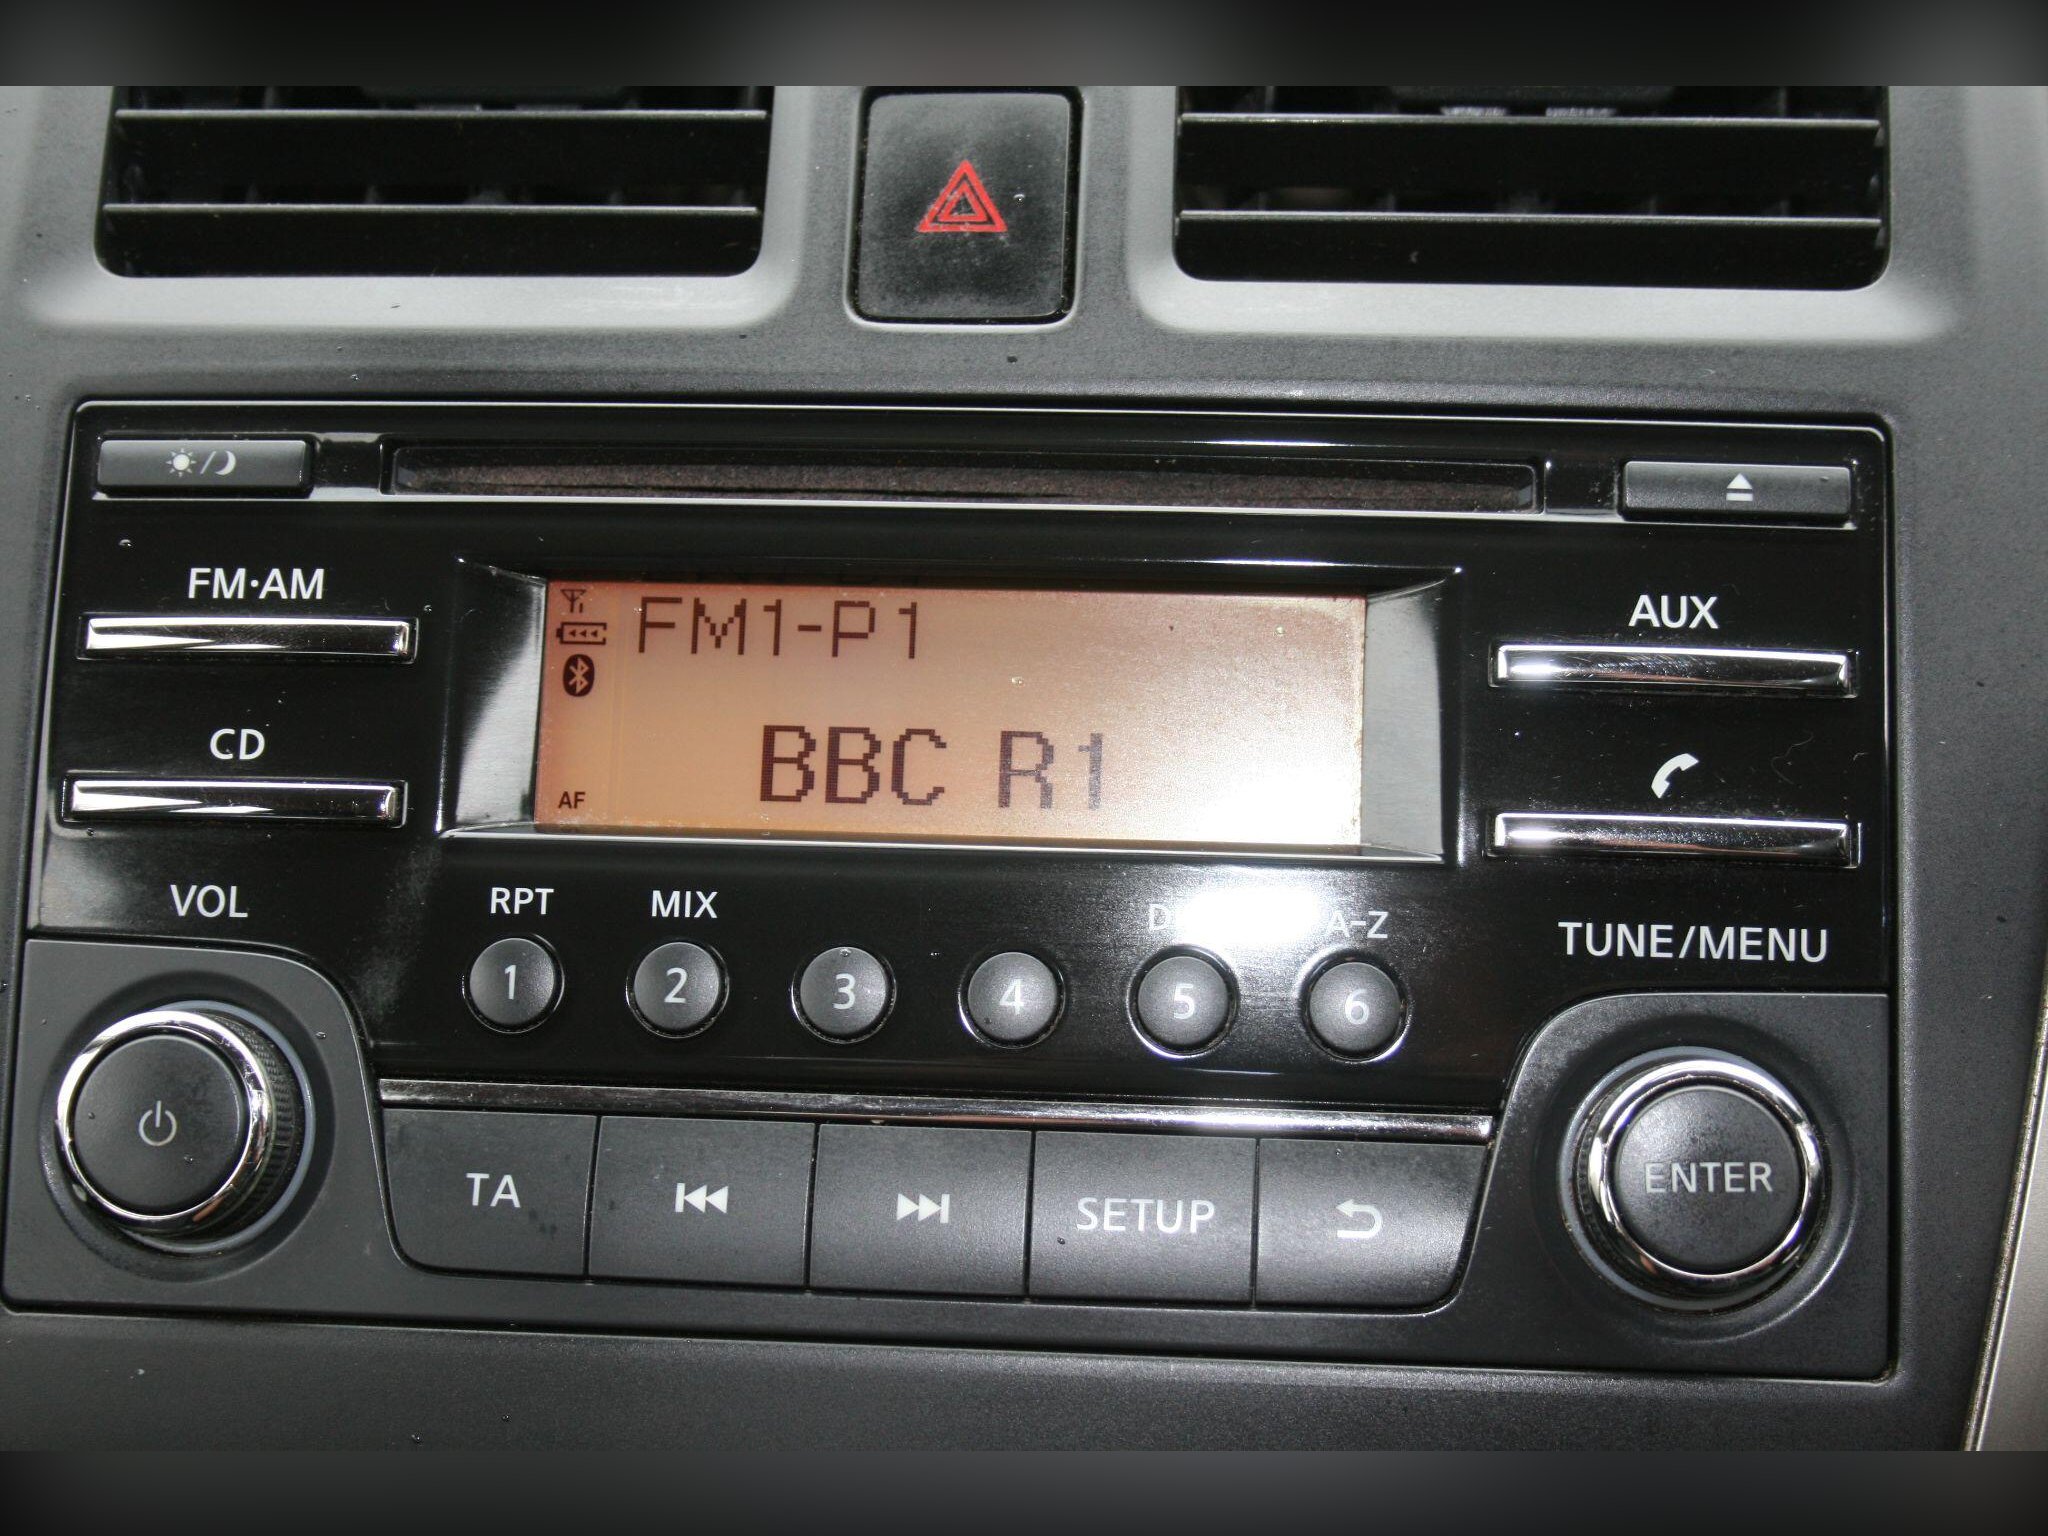 FM·AM
CD
VOL
FM1-P1
BBC R1
AF
AUX
TUNE/MENU
RPT
MIX
A-Z
1
2
3
4
5
6
TA
SETUP
ENTER